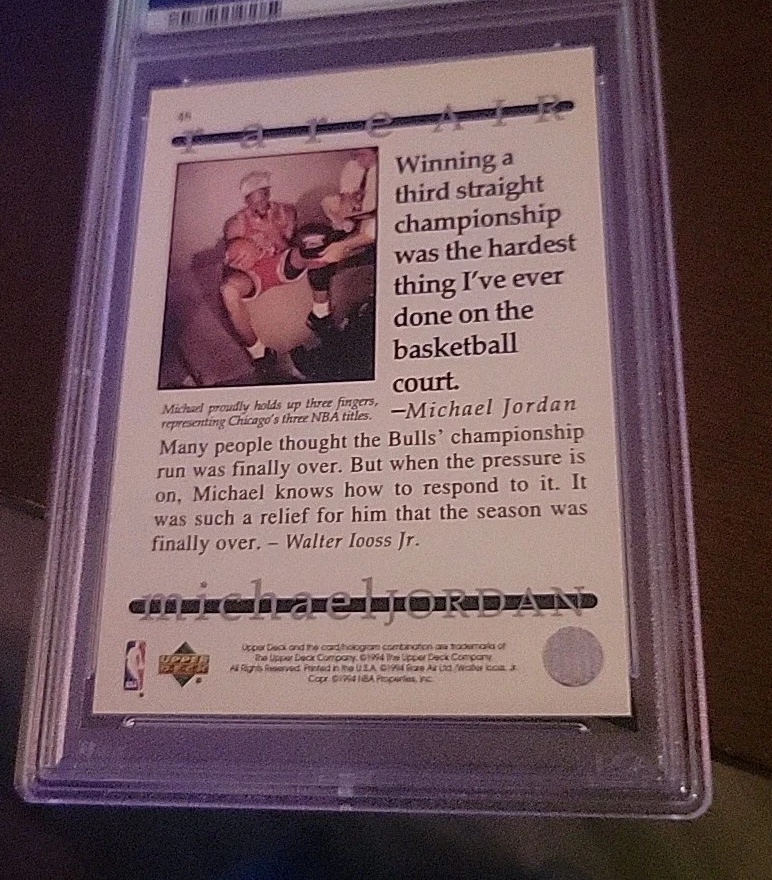 48
rareAIR
Winning a
third straight
championship
was the hardest
thing I've ever
done on the
basketball
court.
—Michael Jordan
Michael proudly holds up three fingers,
representing Chicago's three NBA titles.
Many people thought the Bulls' championship
run was finally over. But when the pressure is
on, Michael knows how to respond to it. It
was such a relief for him that the season was
finally over. – Walter Iooss Jr.
michaelJORDAN
UPPER
DECK
Upper Deck and the card/hologram combination are trademarks of
The Upper Deck Company. ©1994 The Upper Deck Company.
All Rights Reserved. Printed in the U.S.A. ©1994 Rare Air Ltd./Walter Iooss, Jr.
Copr. ©1994 NBA Properties, Inc.